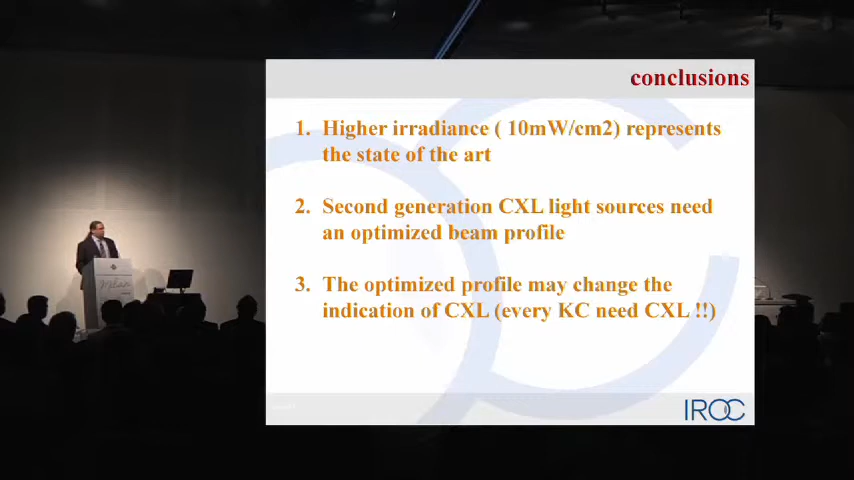 conclusions
1. Higher irradiance ( 10mW/cm2) represents
the state of the art
2. Second generation CXL light sources need
an optimized beam profile
3. The optimized profile may change the
indication of CXL (every KC need CXL !!)
IROC